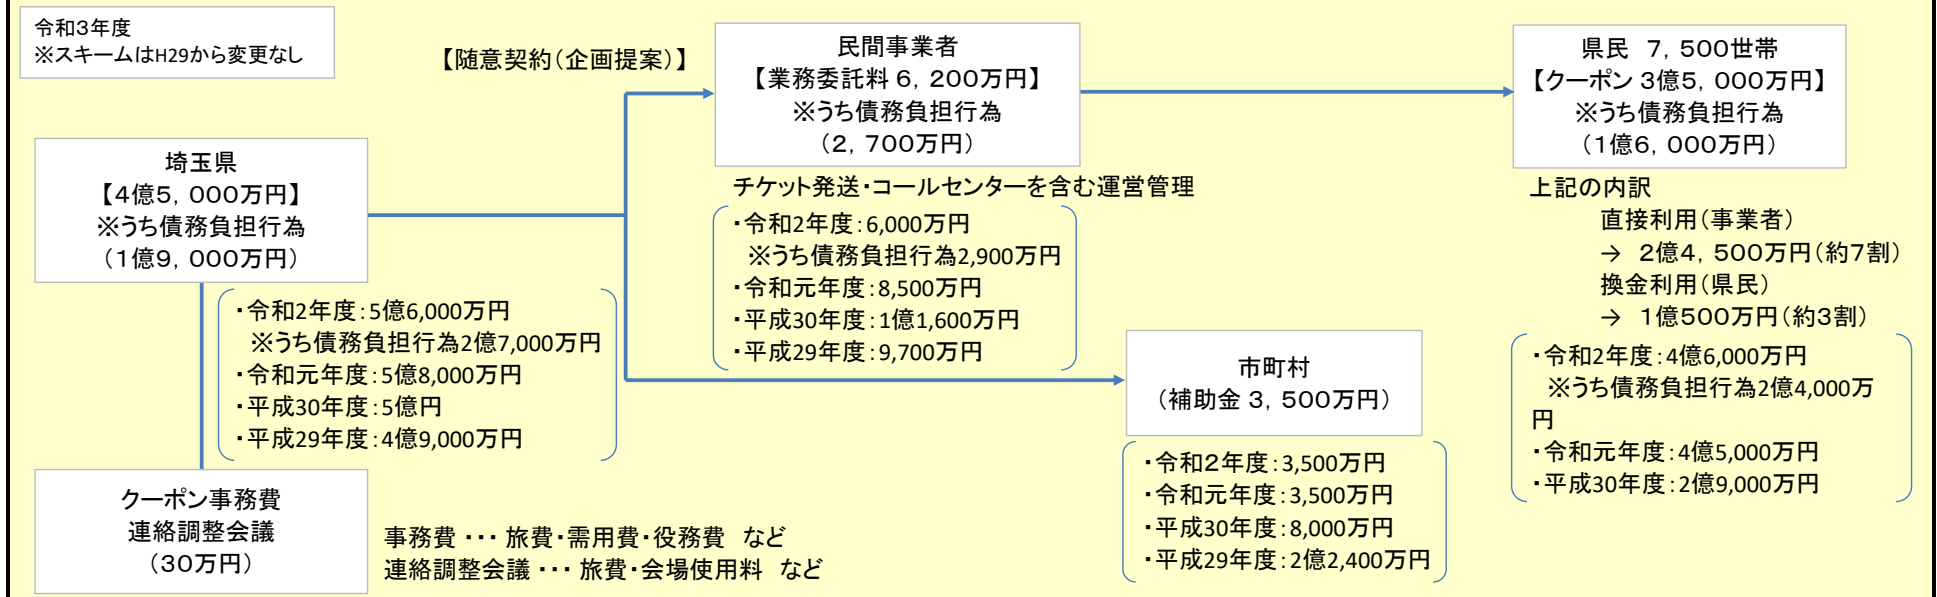 令和3年度
※スキームはH29から変更なし
【随意契約(企画提案)】
民間事業者
【業務委託料 6，200万円】
※うち債務負担行為
（2，700万円）
県民　7，500世帯
【クーポン 3億5，000万円】
※うち債務負担行為
（1億6，000万円）
埼玉県
【4億5，000万円】
※うち債務負担行為
（1億9，000万円）
チケット発送・コールセンターを含む運営管理
・令和2年度：6,000万円
※うち債務負担行為2,900万円
・令和元年度：8,500万円
・平成30年度：1億1,600万円
・平成29年度：9,700万円
上記の内訳
直接利用(事業者)
→ 2億4，500万円(約7割)
換金利用(県民)
→ 1億500万円(約3割)
・令和2年度：4億6,000万円
※うち債務負担行為2億4,000万
円
・令和元年度：4億5,000万円
・平成30年度：2億9,000万円
・令和2年度：5億6,000万円
※うち債務負担行為2億7,000万円
・令和元年度：5億8,000万円
・平成30年度：5億円
・平成29年度：4億9,000万円
市町村
（補助金 3，500万円）
・令和2年度：3,500万円
・令和元年度：3,500万円
・平成30年度：8,000万円
・平成29年度：2億2,400万円
クーポン事務費
連絡調整会議
（30万円）
事務費 ・・・ 旅費・需用費・役務費　など
連絡調整会議 ・・・ 旅費・会場使用料　など